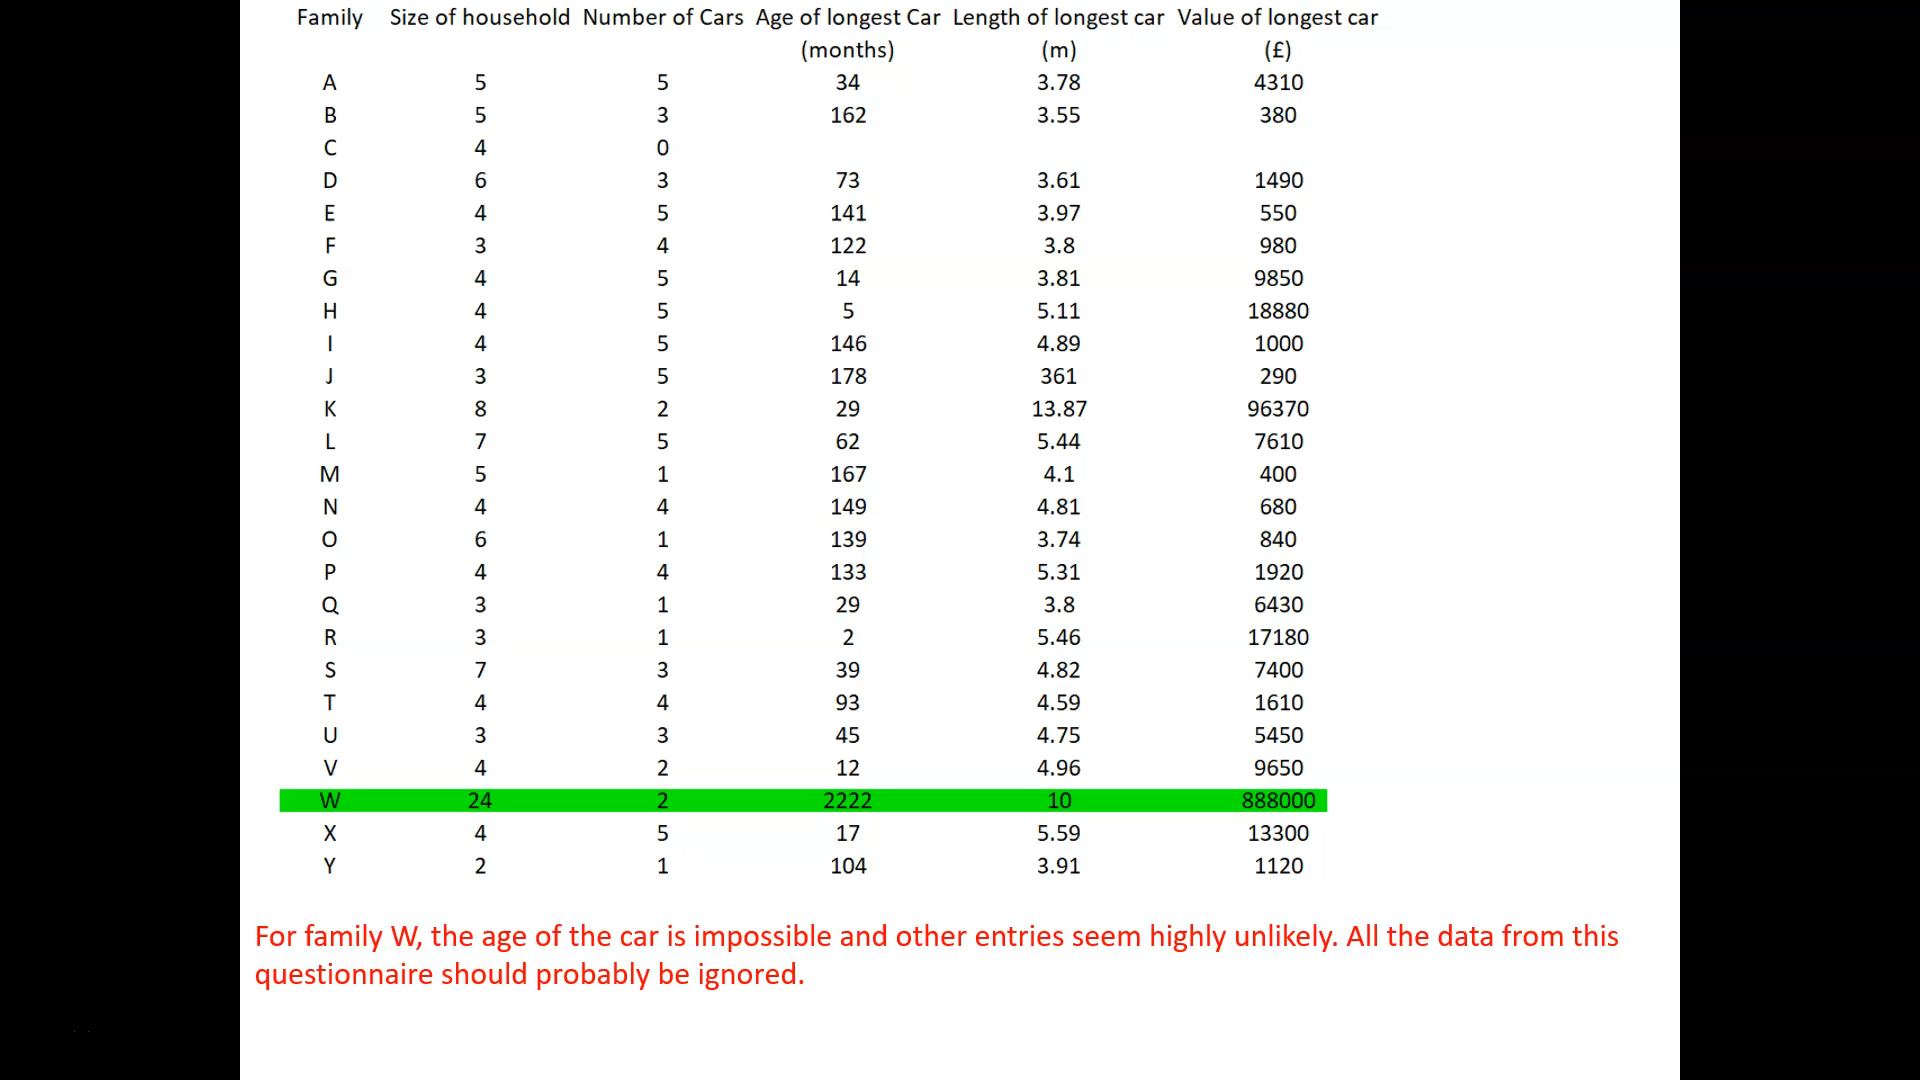 Family Size of household Number of Cars Age of longest Car Length of longest car Value of longest car
(months) (m) (£)
A 5 5 34 3.78 4310
B 5 3 162 3.55 380
C 4 0
D 6 3 73 3.61 1490
E 4 5 141 3.97 550
F 3 4 122 3.8 980
G 4 5 14 3.81 9850
H 4 5 5 5.11 18880
I 4 5 146 4.89 1000
J 3 5 178 361 290
K 8 2 29 13.87 96370
L 7 5 62 5.44 7610
M 5 1 167 4.1 400
N 4 4 149 4.81 680
O 6 1 139 3.74 840
P 4 4 133 5.31 1920
Q 3 1 29 3.8 6430
R 3 1 2 5.46 17180
S 7 3 39 4.82 7400
T 4 4 93 4.59 1610
U 3 3 45 4.75 5450
V 4 2 12 4.96 9650
W 24 2 2222 10 888000
X 4 5 17 5.59 13300
Y 2 1 104 3.91 1120
For family W, the age of the car is impossible and other entries seem highly unlikely. All the data from this
questionnaire should probably be ignored.